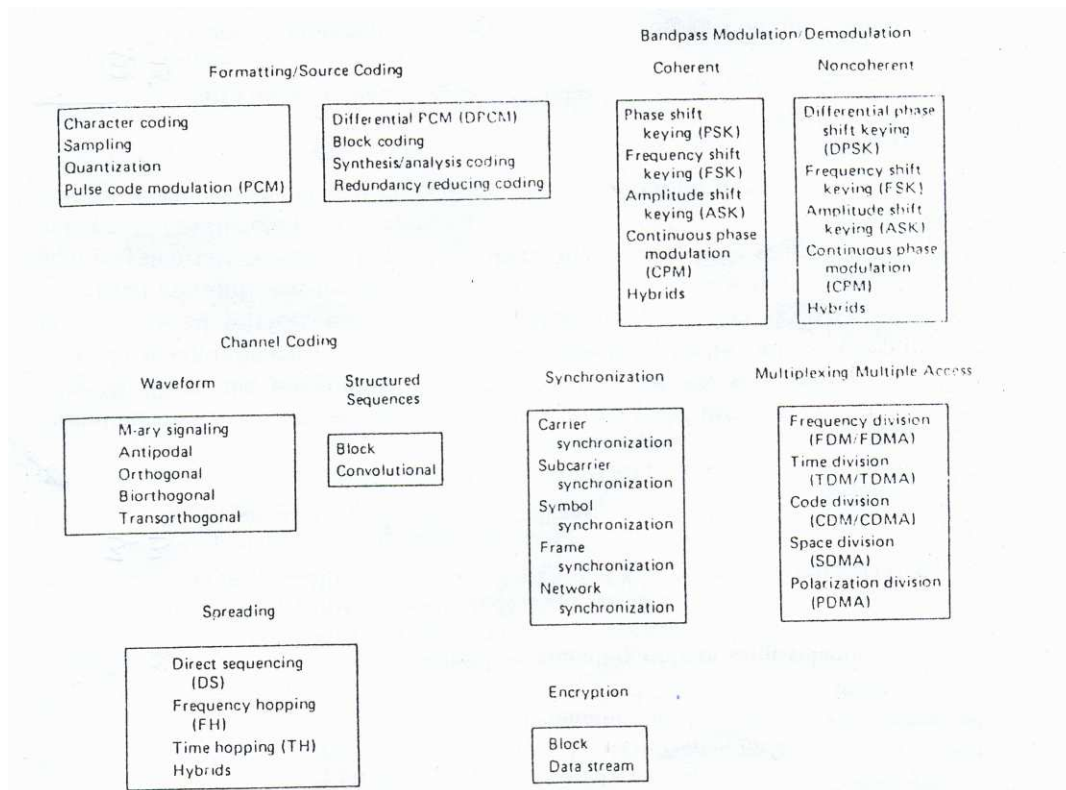 Formatting/Source Coding
Character coding
Sampling
Quantization
Pulse code modulation (PCM)
Differential PCM (DPCM)
Block coding
Synthesis/analysis coding
Redundancy reducing coding
Bandpass Modulation/Demodulation
Coherent
Phase shift
keying (PSK)
Frequency shift
keying (FSK)
Amplitude shift
keying (ASK)
Continuous phase
modulation
(CPM)
Hybrids
Noncoherent
Differential phase
shift keying
(DPSK)
Frequency shift
keying (FSK)
Amplitude shift
keying (ASK)
Continuous phase
modulation
(CPM)
Hybrids
Channel Coding
Waveform
M-ary signaling
Antipodal
Orthogonal
Biorthogonal
Transorthogonal
Structured
Sequences
Block
Convolutional
Synchronization
Carrier
synchronization
Subcarrier
synchronization
Symbol
synchronization
Frame
synchronization
Network
synchronization
Multiplexing Multiple Access
Frequency division
(FDM/FDMA)
Time division
(TDM/TDMA)
Code division
(CDM/CDMA)
Space division
(SDMA)
Polarization division
(PDMA)
Spreading
Direct sequencing
(DS)
Frequency hopping
(FH)
Time hopping (TH)
Hybrids
Encryption
Block
Data stream